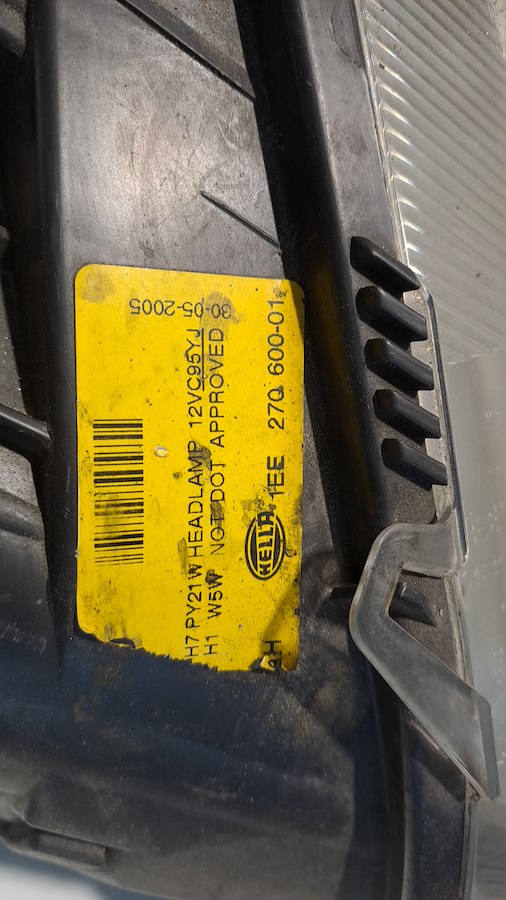 HELLA 1EE 270 600-01
H7 PY21W HEADLAMP 12VC95YJ
H1 W5W NOT DOT APPROVED
30-05-2005